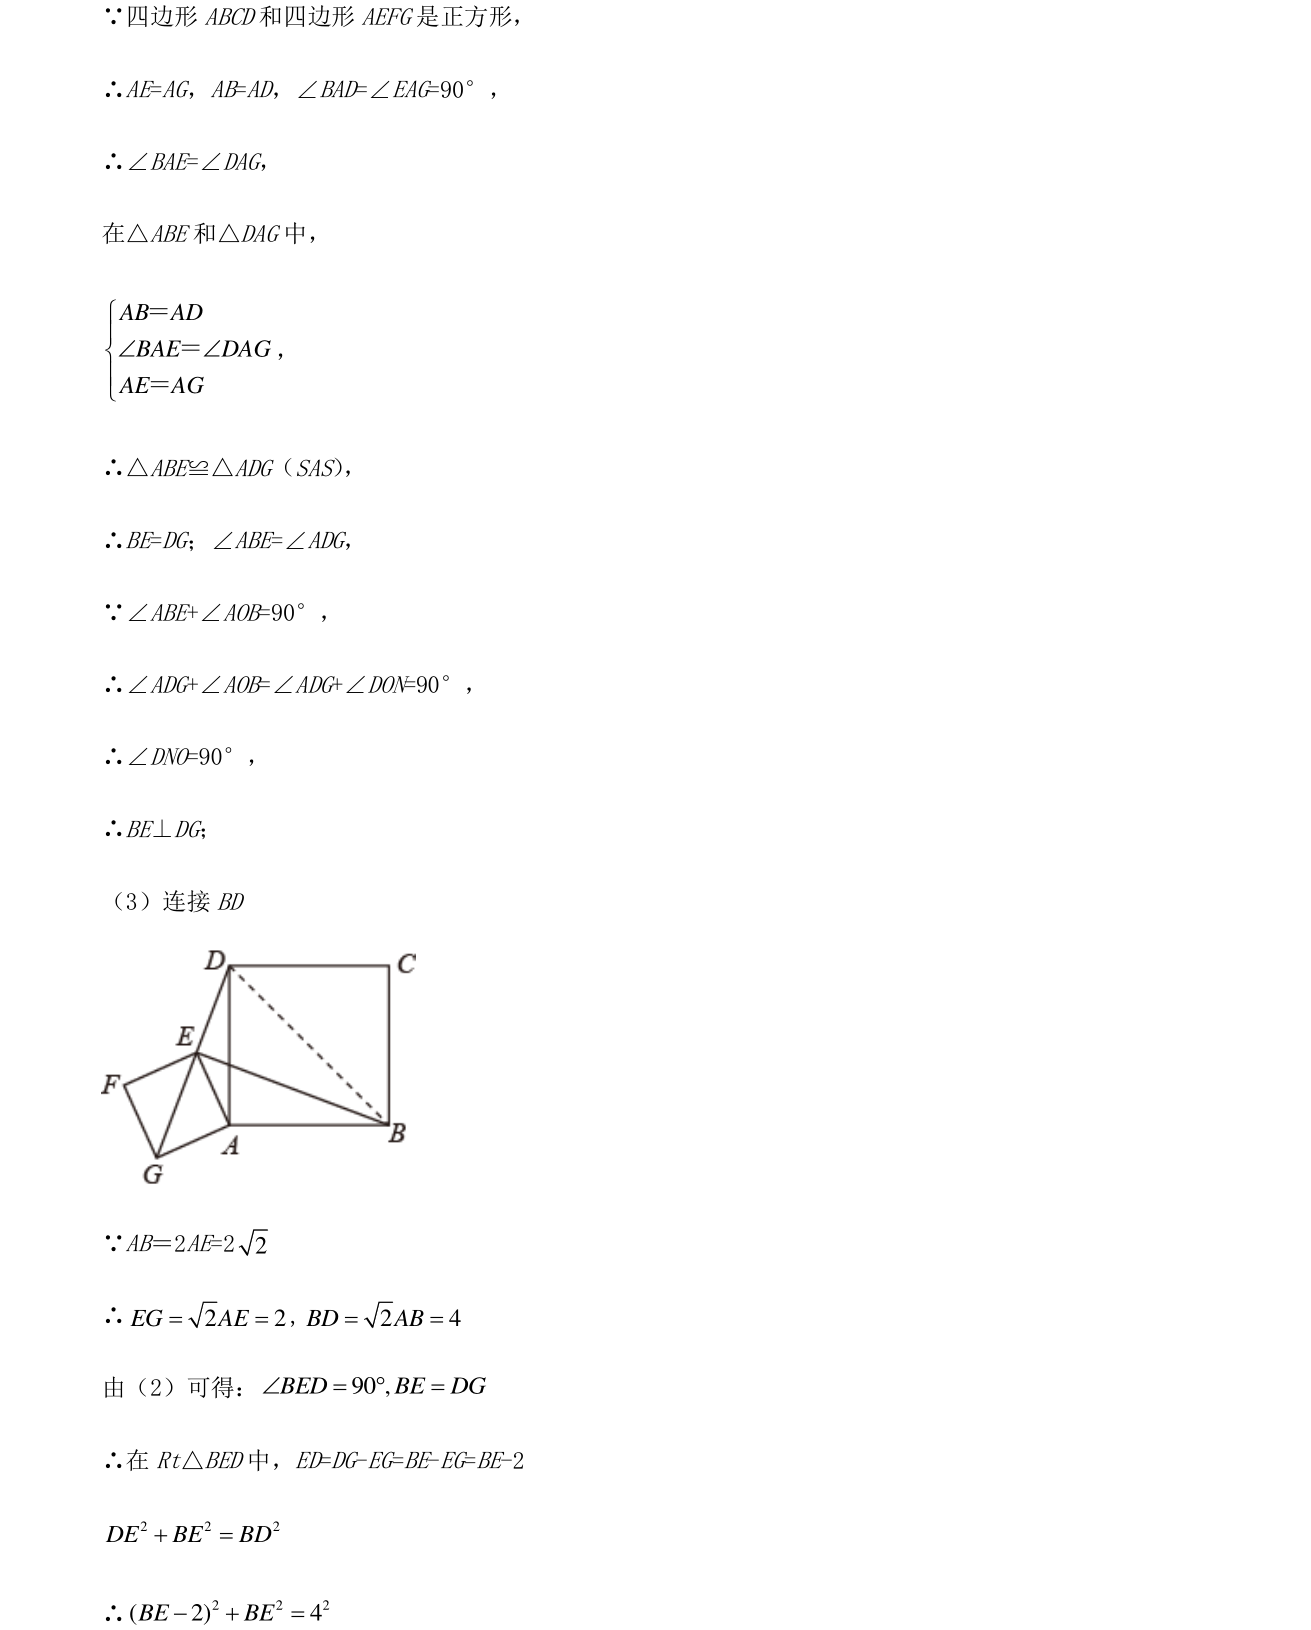 ∵四边形 ABCD 和四边形 AEFG 是正方形，
∴AE=AG，AB=AD，∠BAD=∠EAG=90°，
∴∠BAE=∠DAG，
在△ABE 和△DAG 中，
AB＝AD
∠BAE＝∠DAG，
AE＝AG
∴△ABE≌△ADG（SAS），
∴BE=DG；∠ABE=∠ADG，
∵∠ABE+∠AOB=90°，
∴∠ADG+∠AOB=∠ADG+∠DON=90°，
∴∠DNO=90°，
∴BE⊥DG；
（3）连接 BD
D
C
E
F
A
B
G
∵AB＝2AE=2√2
∴EG=√2AE=2，BD=√2AB=4
由（2）可得：∠BED=90°,BE=DG
∴在 Rt△BED 中，ED=DG-EG=BE-EG=BE-2
DE²+BE²=BD²
∴(BE-2)²+BE²=4²